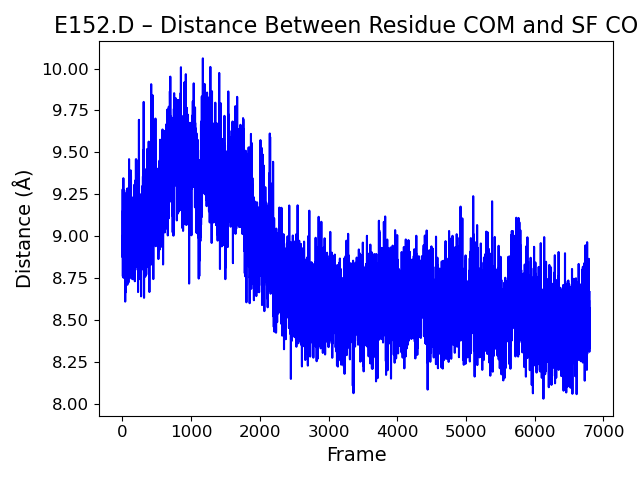 E152.D – Distance Between Residue COM and SF CO
10.00
9.75
9.50
9.25
9.00
8.75
8.50
8.25
8.00
Distance (Å)
0 1000 2000 3000 4000 5000 6000 7000
Frame